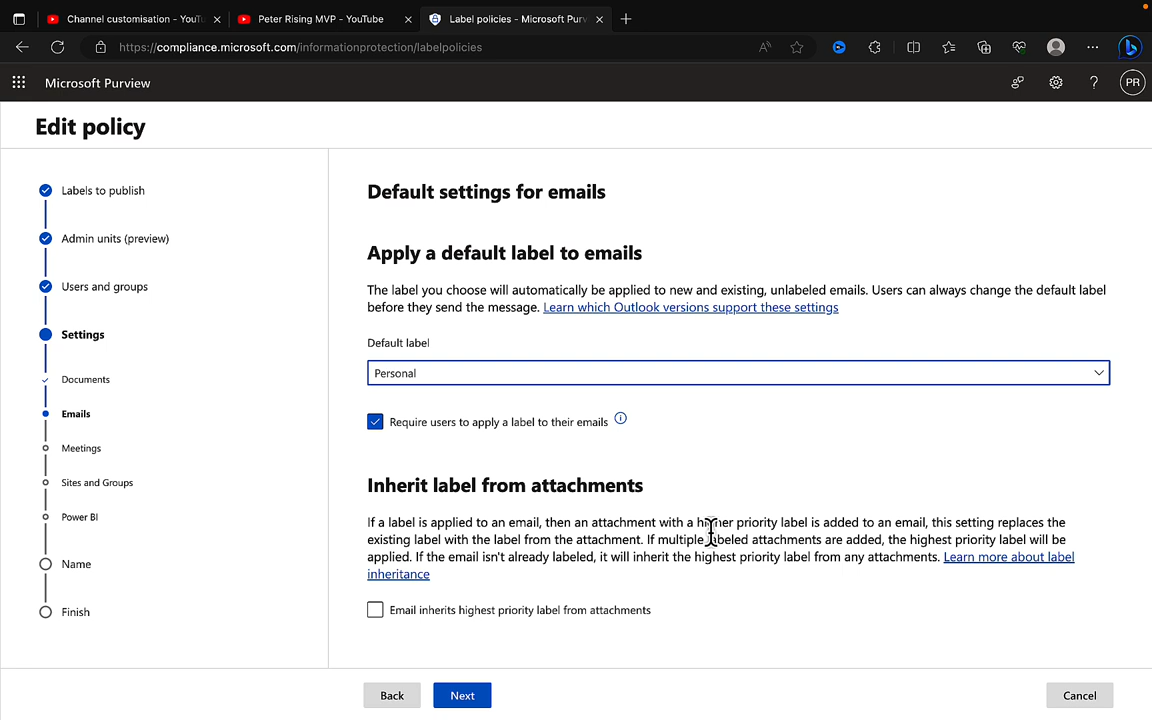 Channel customisation - YouTu
Peter Rising MVP - YouTube
Label policies - Microsoft Purv
https://compliance.microsoft.com/informationprotection/labelpolicies
Microsoft Purview
PR
Edit policy
Labels to publish
Admin units (preview)
Users and groups
Settings
Documents
Emails
Meetings
Sites and Groups
Power BI
Name
Finish
Default settings for emails
Apply a default label to emails
The label you choose will automatically be applied to new and existing, unlabeled emails. Users can always change the default label
before they send the message. Learn which Outlook versions support these settings
Default label
Personal
Require users to apply a label to their emails
Inherit label from attachments
If a label is applied to an email, then an attachment with a higher priority label is added to an email, this setting replaces the
existing label with the label from the attachment. If multiple labeled attachments are added, the highest priority label will be
applied. If the email isn't already labeled, it will inherit the highest priority label from any attachments. Learn more about label
inheritance
Email inherits highest priority label from attachments
Back
Next
Cancel